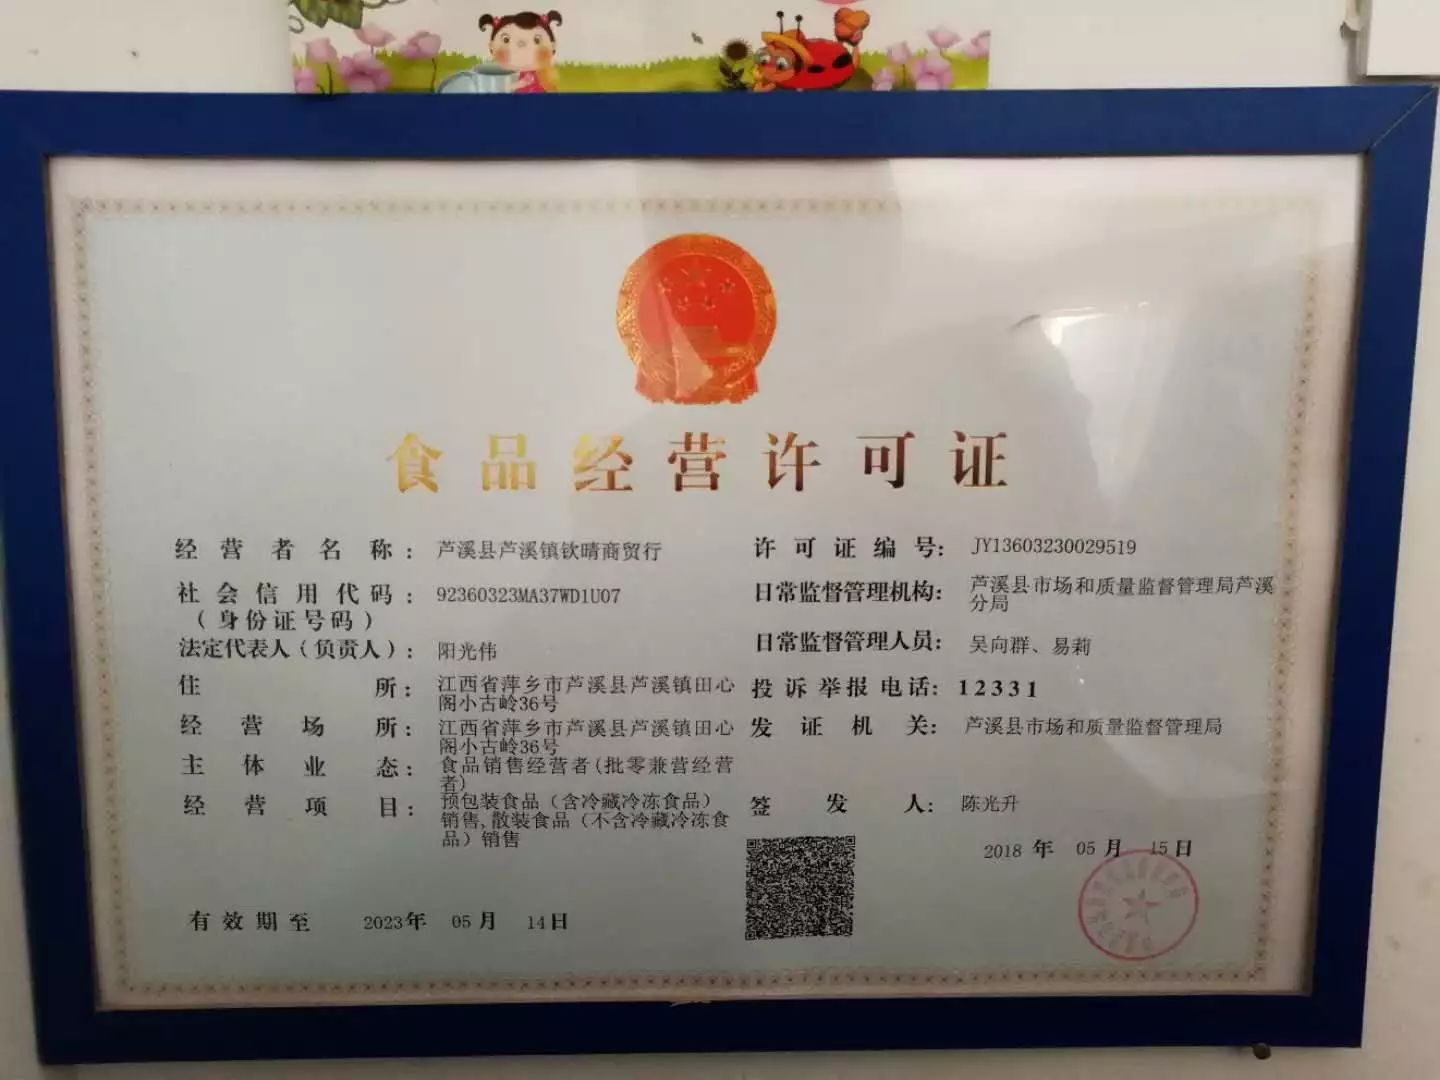 食品经营许可证
经营者名称：芦溪县芦溪镇钦晴商贸行
社会信用代码：92360323MA37WD1U07
（身份证号码）
法定代表人（负责人）：阳光伟
住所：江西省萍乡市芦溪县芦溪镇田心
阁小古岭36号
经营场所：江西省萍乡市芦溪县芦溪镇田心
阁小古岭36号
主体业态：食品销售经营者(批零兼营经营
者)
经营项目：预包装食品（含冷藏冷冻食品）
销售,散装食品（不含冷藏冷冻食
品）销售
有效期至 2023年 05月 14日
许可证编号：JY13603230029519
日常监督管理机构：芦溪县市场和质量监督管理局芦溪
分局
日常监督管理人员：吴向群、易莉
投诉举报电话：12331
发证机关：芦溪县市场和质量监督管理局
签发人：陈光升
2018年 05月 15日